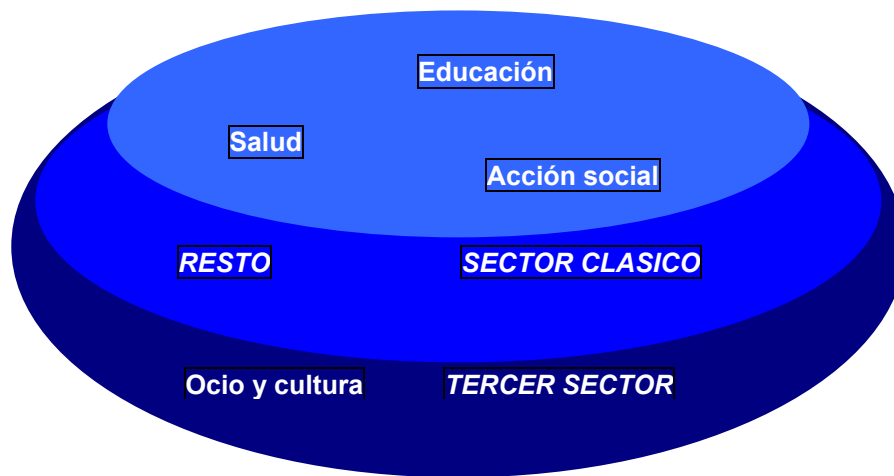 Educación
Salud
Acción social
RESTO
SECTOR CLASICO
Ocio y cultura
TERCER SECTOR